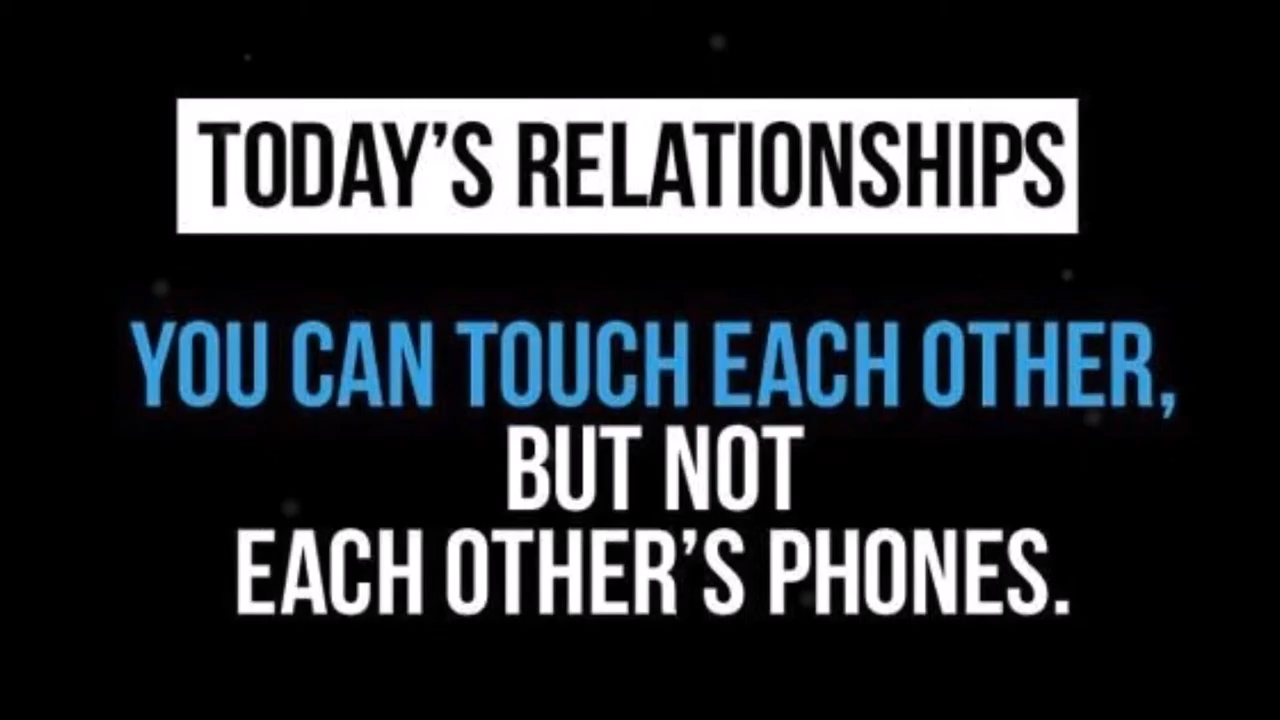 TODAY’S RELATIONSHIPS
YOU CAN TOUCH EACH OTHER,
BUT NOT
EACH OTHER’S PHONES.